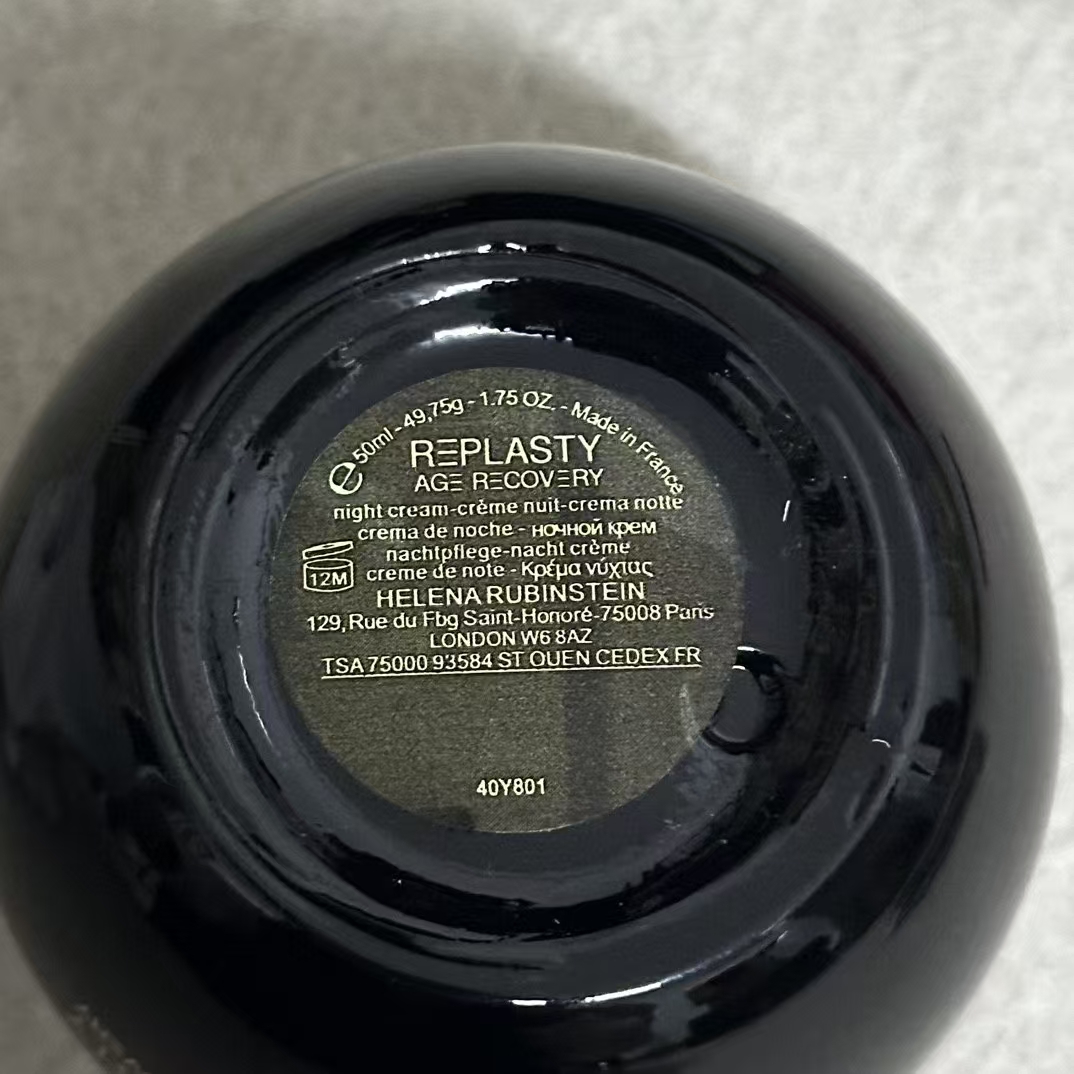 ℮ 50ml-49,75g-1.75 OZ.-Made in France
REPLASTY
AGE RECOVERY
night cream-crème nuit-crema notte
crema de noche-ночной крем
nachtpflege-nacht crème
creme de note-Κρέμα νύχτας
12M
HELENA RUBINSTEIN
129, Rue du Fbg Saint-Honoré-75008 Paris
LONDON W6 8AZ
TSA 75000 93584 ST OUEN CEDEX FR
40Y801